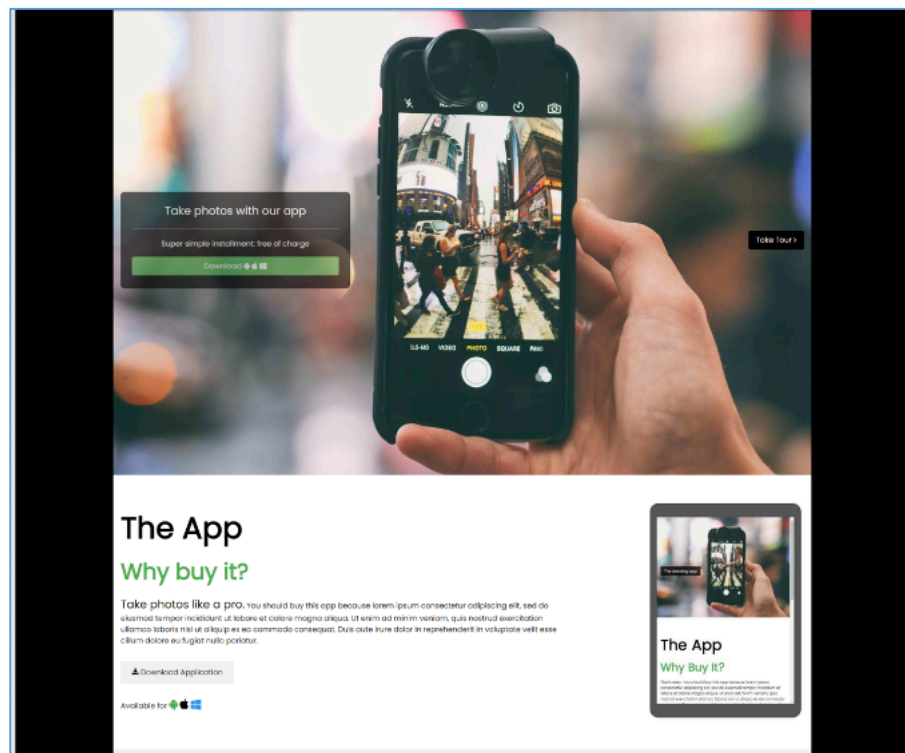 Take photos with our app
Super simple installment; free of charge
Download
Take Tour >
SLO-MO VIDEO PHOTO SQUARE PANO
The App
Why buy it?
Take photos like a pro. You should buy this app because lorem ipsum consectetur adipiscing elit, sed do
eiusmod tempor incididunt ut labore et dolore magna aliqua. Ut enim ad minim veniam, quis nostrud exercitation
ullamco laboris nisi ut aliquip ex ea commodo consequat. Duis aute irure dolor in reprehenderit in voluptate velit esse
cillum dolore eu fugiat nulla pariatur.
Download Application
Available for
The App
Why Buy It?